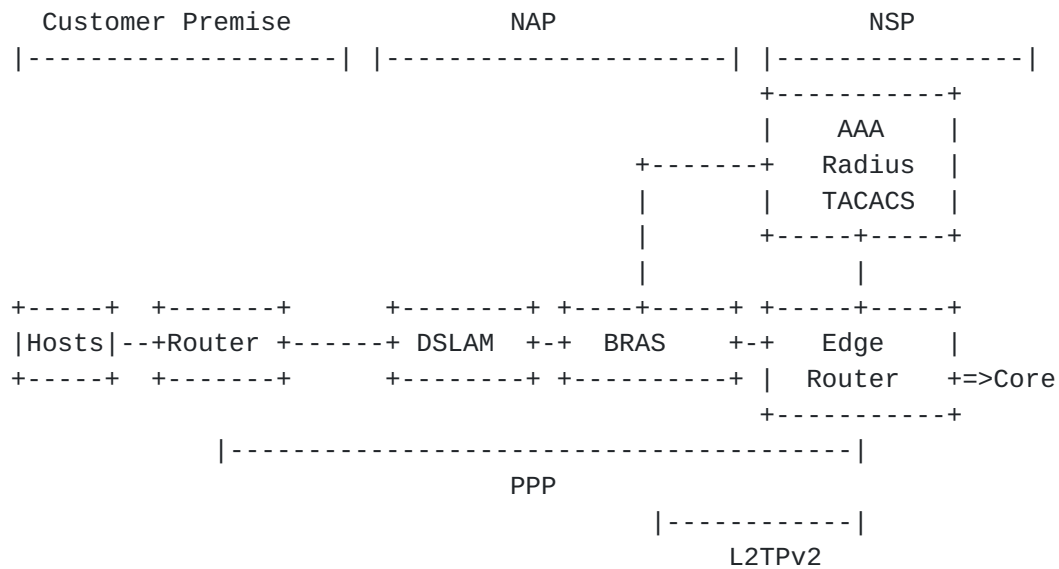 Customer Premise NAP NSP
|---------------------| |-----------------------| |-----------------|
+-----------+
| AAA |
+-------+ Radius |
| | TACACS |
| +-----+-----+
| |
+-----+ +-------+ +--------+ +----+-----+ +-----+-----+
|Hosts|--+Router +------+ DSLAM +-+ BRAS +-+ Edge |
+-----+ +-------+ +--------+ +----------+ | Router +=>Core
+-----------+
|----------------------------------------|
PPP
|------------|
L2TPv2